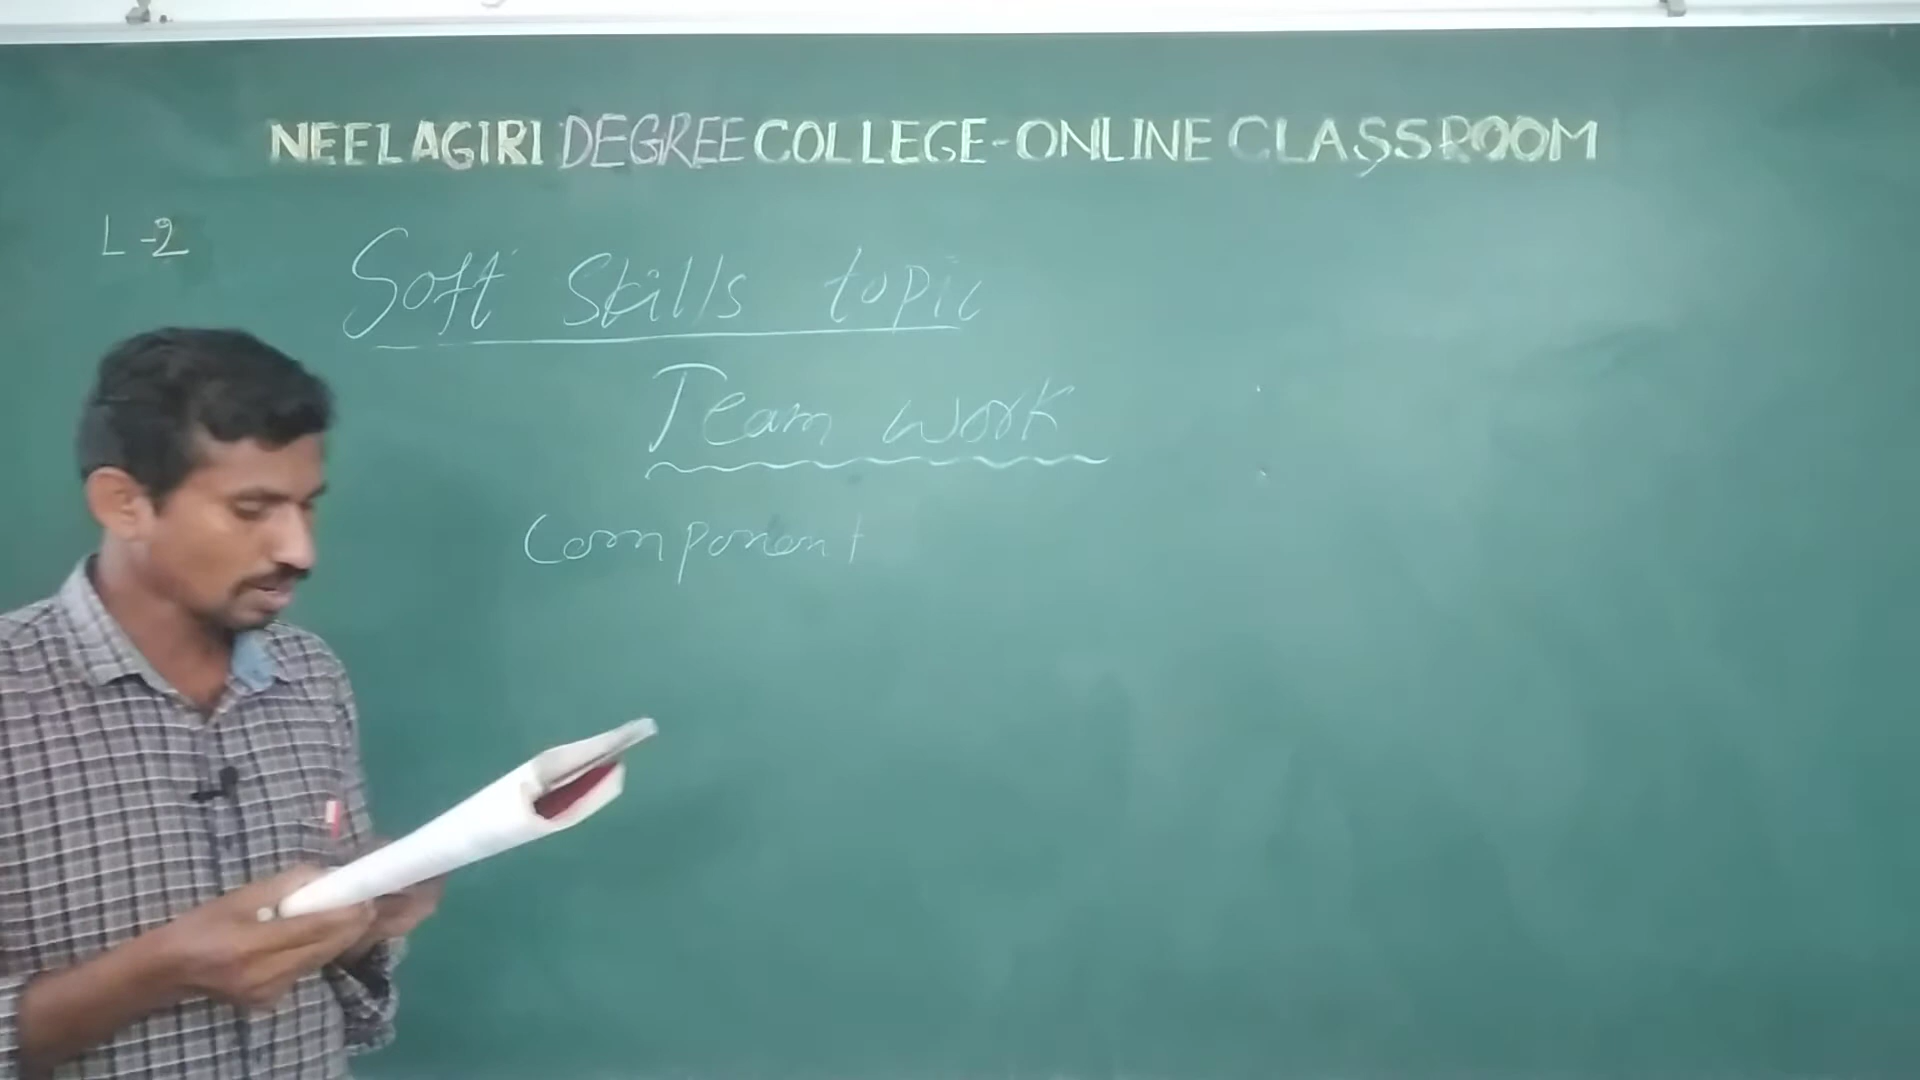 NEELAGIRI DEGREE COLLEGE-ONLINE CLASSROOM
L-2
Soft Skills topic
Team work
Component